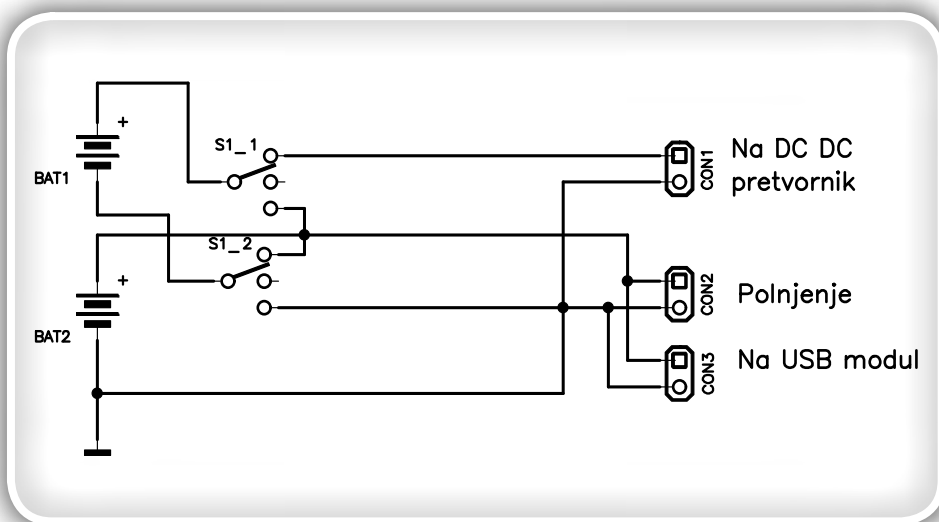 +
BAT1
S1_1
CON1
Na DC DC
pretvornik
S1_2
+
BAT2
CON2
Polnjenje
CON3
Na USB modul